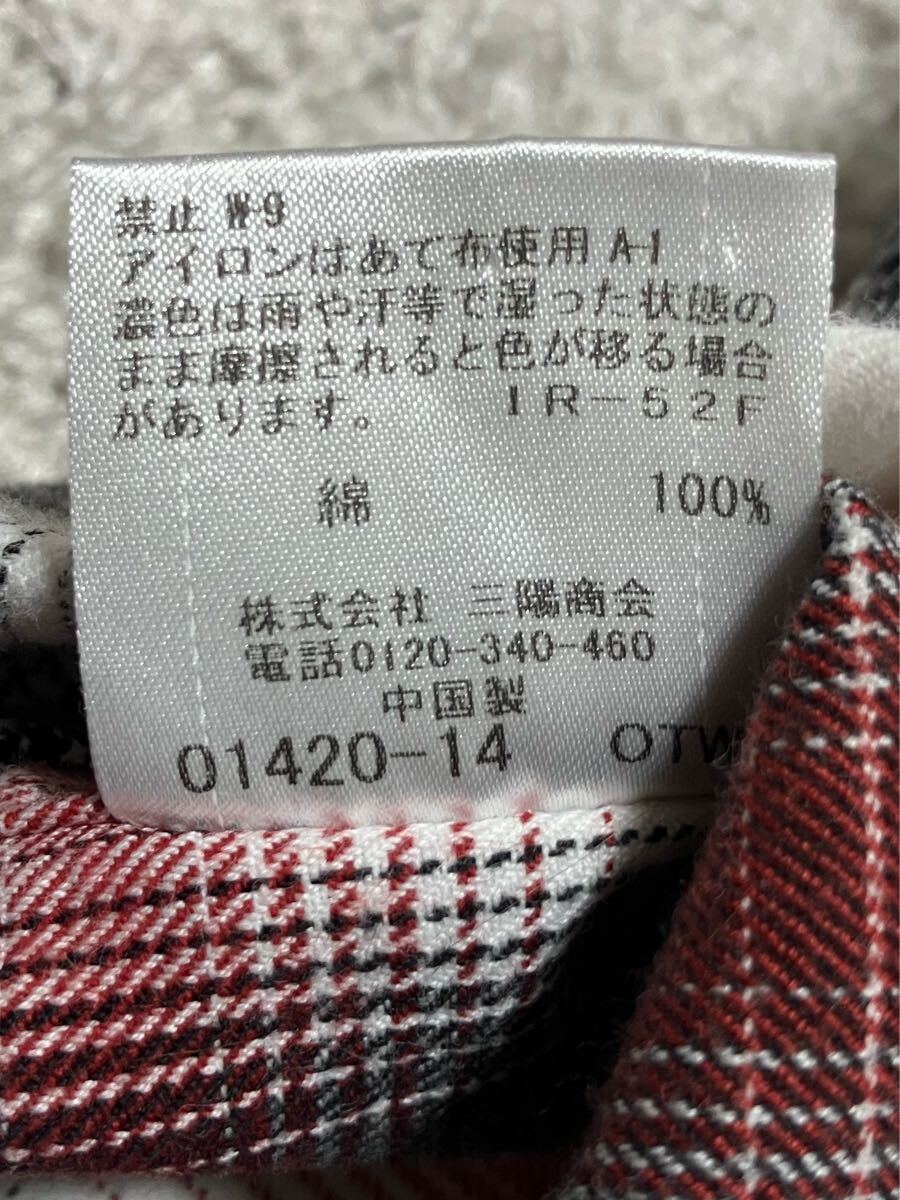 禁止 W-9
アイロンはあて布使用 A-1
濃色は雨や汗等で湿った状態の
まま摩擦されると色が移る場合
があります。 IR-52F
綿 100%
株式会社 三陽商会
電話0120-340-460
中国製
01420-14 OTW